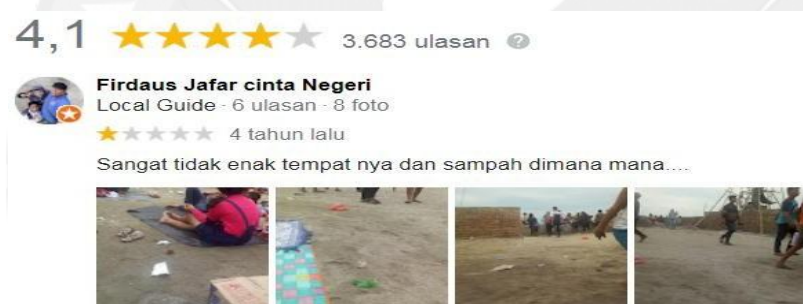 4,1 3.683 ulasan
Firdaus Jafar cinta Negeri
Local Guide · 6 ulasan · 8 foto
4 tahun lalu
Sangat tidak enak tempat nya dan sampah dimana mana....